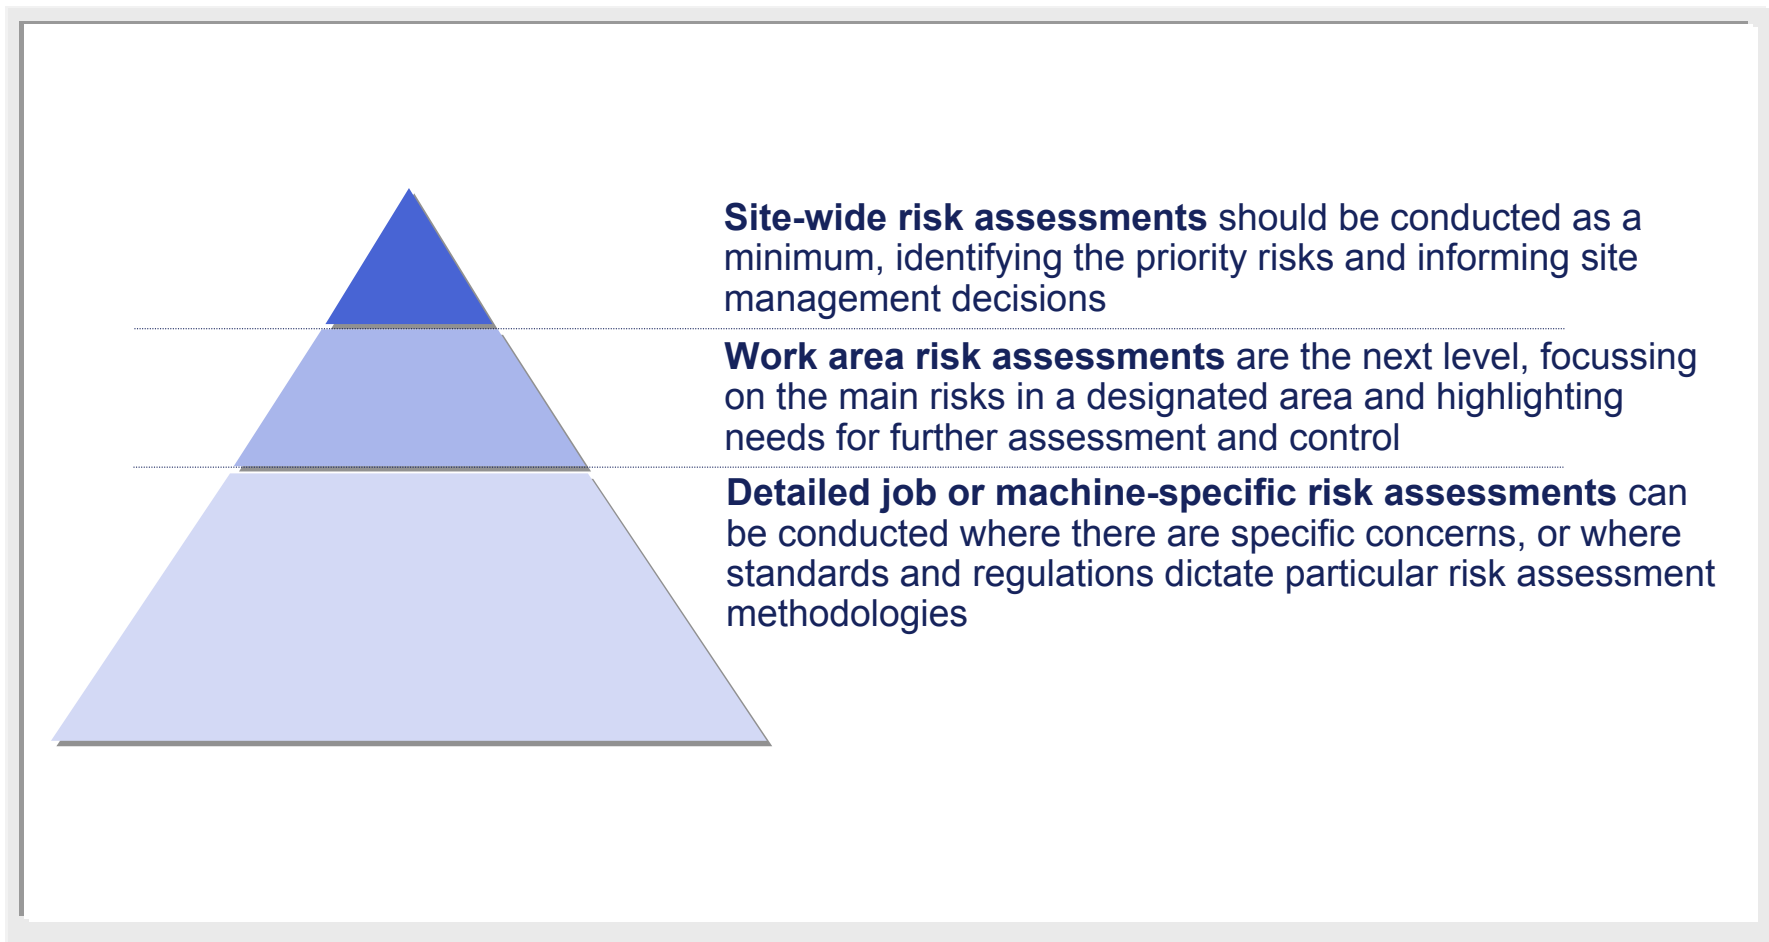 Site-wide risk assessments should be conducted as a
minimum, identifying the priority risks and informing site
management decisions
Work area risk assessments are the next level, focussing
on the main risks in a designated area and highlighting
needs for further assessment and control
Detailed job or machine-specific risk assessments can
be conducted where there are specific concerns, or where
standards and regulations dictate particular risk assessment
methodologies